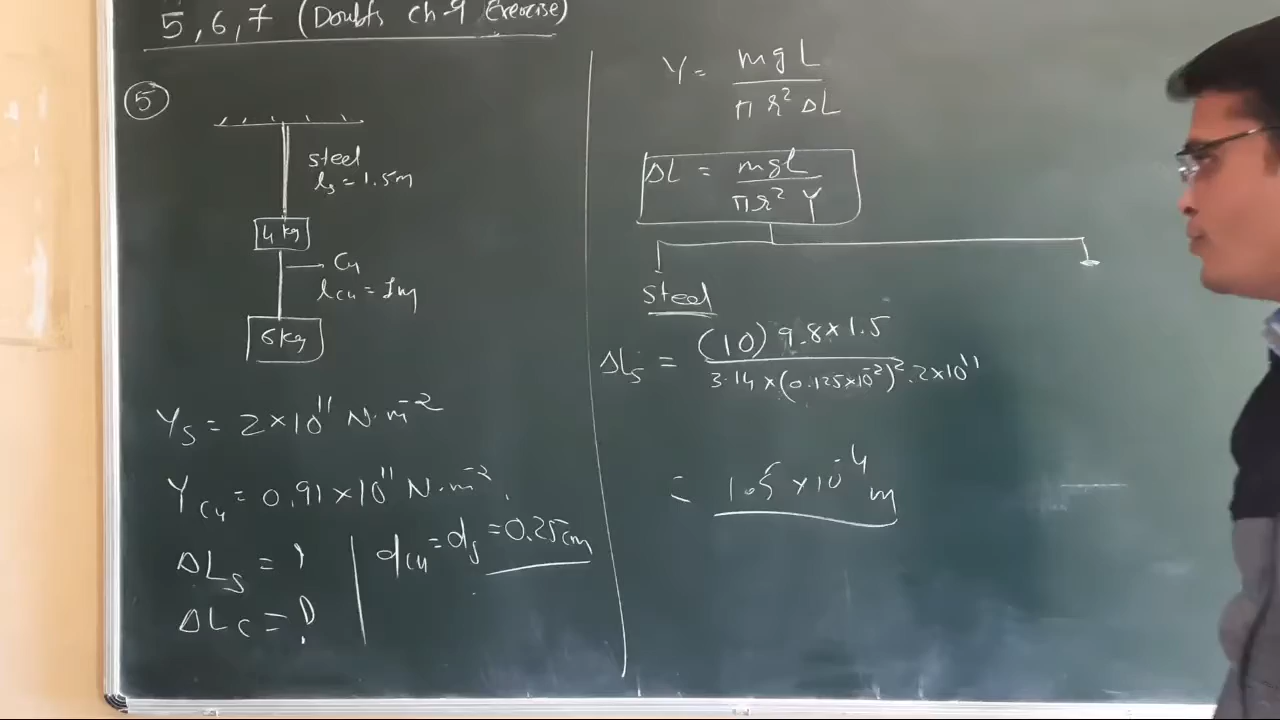 5, 6, 7 (Doubts ch-9 Exercise)
5
steel
ls = 1.5m
4 kg
Cu
lCu = 1m
6 kg
YS = 2×10¹¹ N·m⁻²
YCu = 0.91×10¹¹ N·m⁻².
ΔLS = ?
ΔLC = ?
dCu = dS = 0.25cm
Y = mgL / πr² ΔL
ΔL = mgL / πr² Y
steel
ΔLS = (10) 9.8×1.5 / 3.14×(0.125×10⁻²)².2×10¹¹
= 1.5×10⁻⁴ m